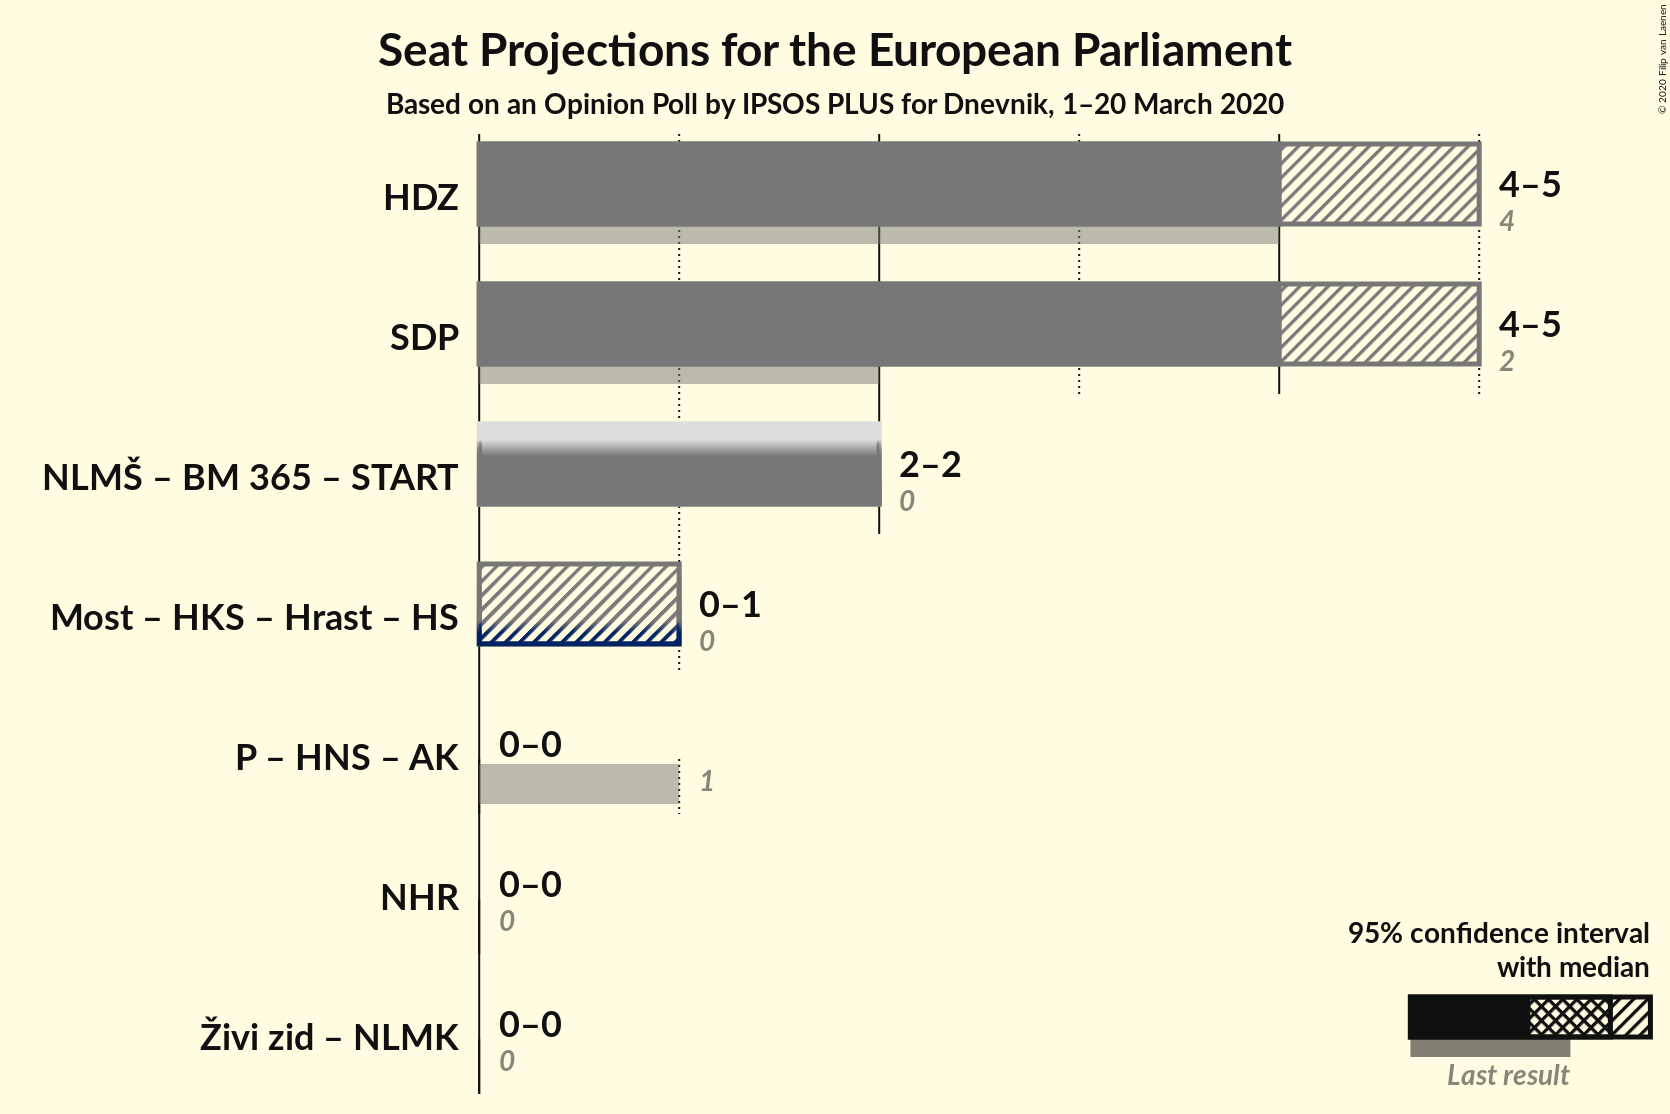 Seat Projections for the European Parliament
Based on an Opinion Poll by IPSOS PLUS for Dnevnik, 1–20 March 2020
© 2020 Filip van Laenen
HDZ
4–5
4
SDP
4–5
2
NLMŠ – BM 365 – START
2–2
0
Most – HKS – Hrast – HS
0–1
0
P – HNS – AK
0–0
1
NHR
0–0
0
Živi zid – NLMK
0–0
0
95% confidence interval
with median
Last result